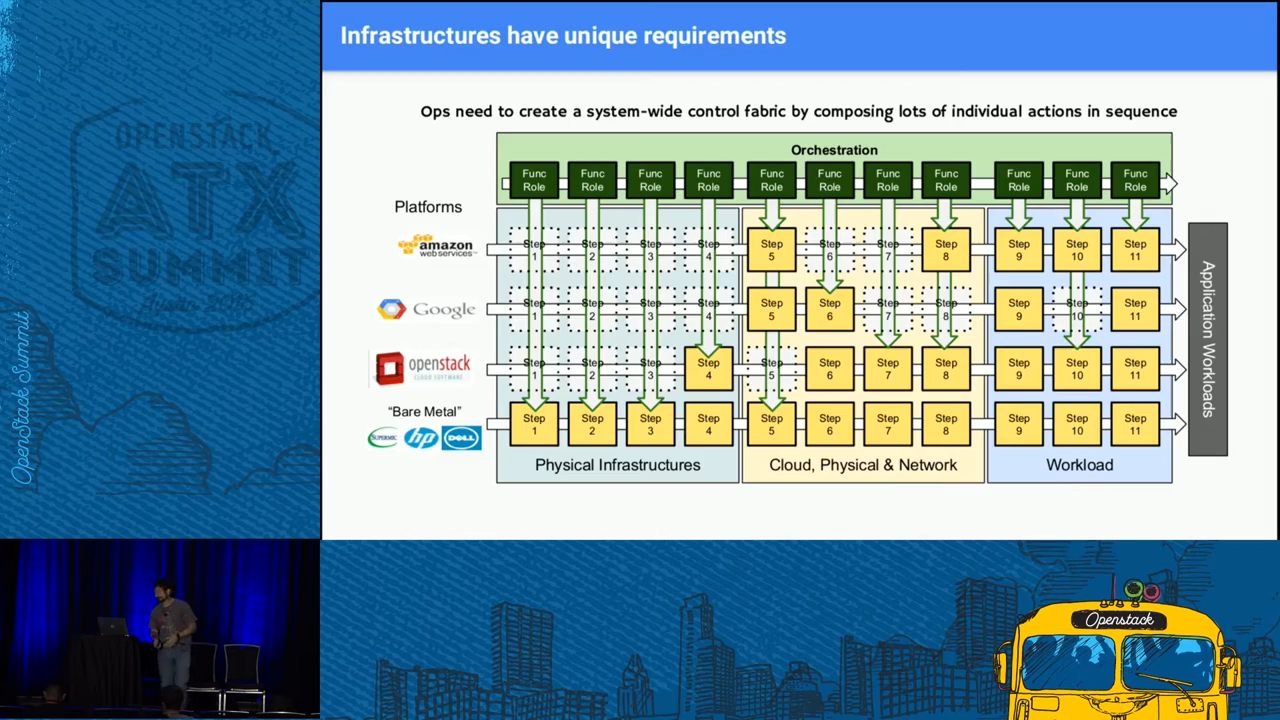 Infrastructures have unique requirements
Ops need to create a system-wide control fabric by composing lots of individual actions in sequence
Orchestration
Func Func Func Func Func Func Func Func Func Func Func
Role Role Role Role Role Role Role Role Role Role Role
Platforms
amazon
webservices™
Step Step Step Step Step Step Step Step Step Step Step
1 2 3 4 5 6 7 8 9 10 11
Google
Step Step Step Step Step Step Step Step Step Step Step
1 2 3 4 5 6 7 8 9 10 11
openstack
CLOUD SOFTWARE
Step Step Step Step Step Step Step Step Step Step Step
1 2 3 4 5 6 7 8 9 10 11
“Bare Metal”
SUPERMICR hp DELL
Step Step Step Step Step Step Step Step Step Step Step
1 2 3 4 5 6 7 8 9 10 11
Physical Infrastructures
Cloud, Physical & Network
Workload
Application Workloads
OPENSTACK
ATX
SUMMIT
Austin 2016
OpenStack Summit
Openstack